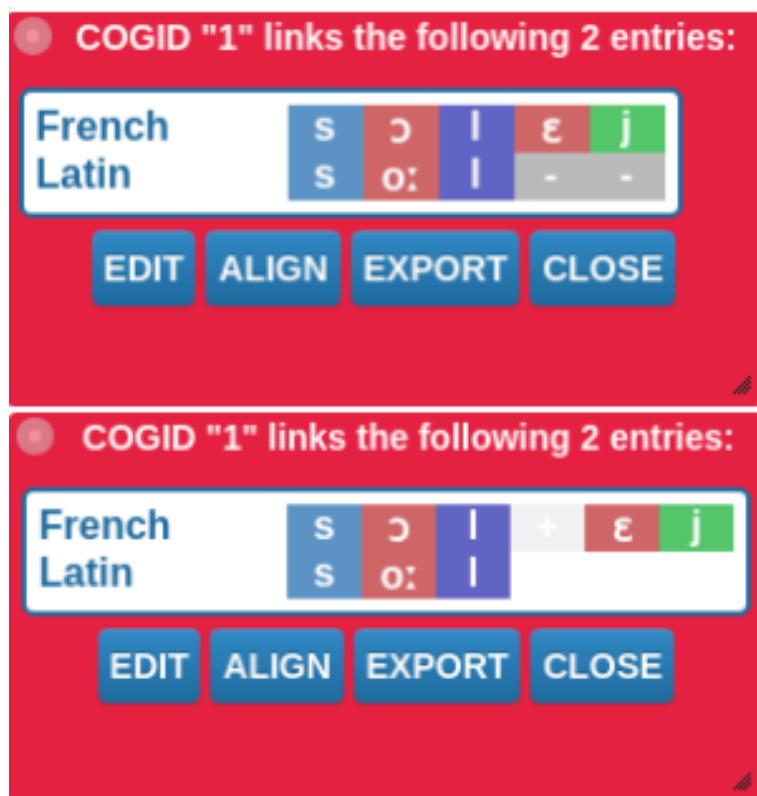 COGID "1" links the following 2 entries:
French s ɔ l ɛ j
Latin s oː l - -
EDIT ALIGN EXPORT CLOSE
COGID "1" links the following 2 entries:
French s ɔ l + ɛ j
Latin s oː l
EDIT ALIGN EXPORT CLOSE